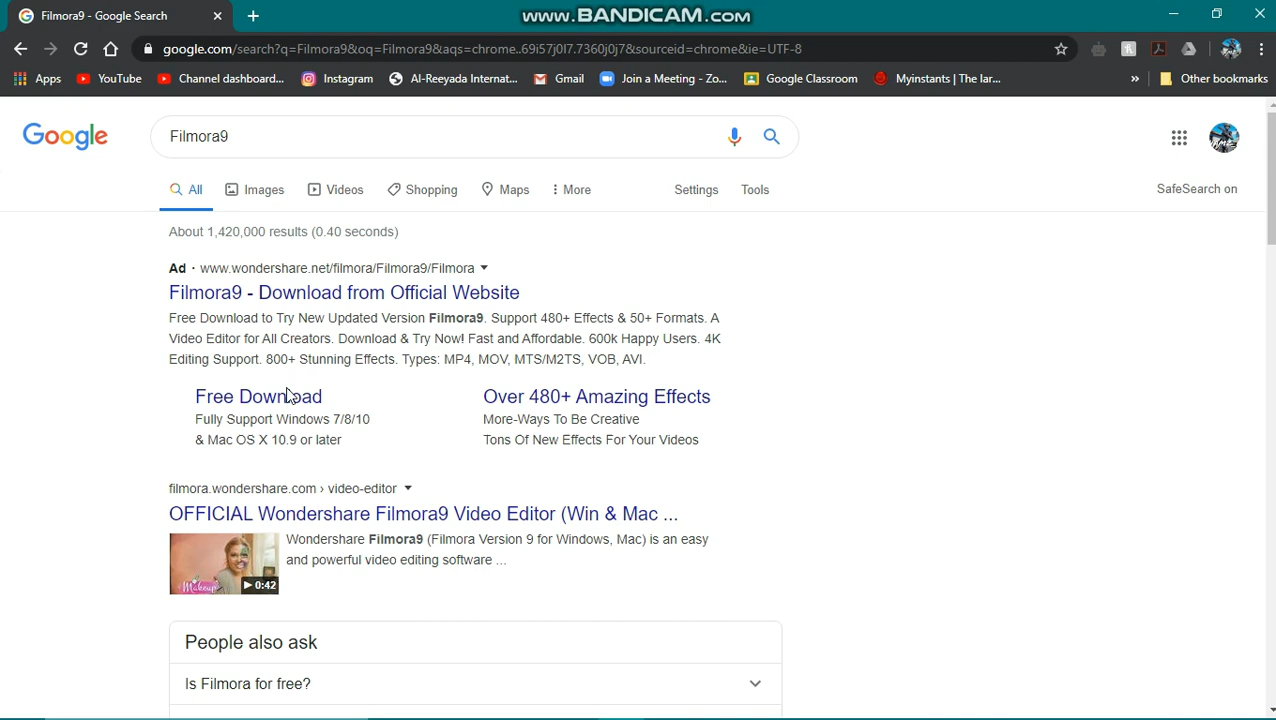 Filmora9 - Google Search
www.BANDICAM.com
google.com/search?q=Filmora9&oq=Filmora9&aqs=chrome..69i57j0l7.7360j0j7&sourceid=chrome&ie=UTF-8
Apps YouTube Channel dashboard... Instagram Al-Reeyada Internat... Gmail Join a Meeting - Zo... Google Classroom Myinstants | The lar... » Other bookmarks
Google
Filmora9
All Images Videos Shopping Maps More Settings Tools SafeSearch on
About 1,420,000 results (0.40 seconds)
Ad · www.wondershare.net/filmora/Filmora9/Filmora
Filmora9 - Download from Official Website
Free Download to Try New Updated Version Filmora9. Support 480+ Effects & 50+ Formats. A
Video Editor for All Creators. Download & Try Now! Fast and Affordable. 600k Happy Users. 4K
Editing Support. 800+ Stunning Effects. Types: MP4, MOV, MTS/M2TS, VOB, AVI.
Free Download
Fully Support Windows 7/8/10
& Mac OS X 10.9 or later
Over 480+ Amazing Effects
More-Ways To Be Creative
Tons Of New Effects For Your Videos
filmora.wondershare.com › video-editor
OFFICIAL Wondershare Filmora9 Video Editor (Win & Mac ...
Makeup
0:42
Wondershare Filmora9 (Filmora Version 9 for Windows, Mac) is an easy
and powerful video editing software ...
People also ask
Is Filmora for free?